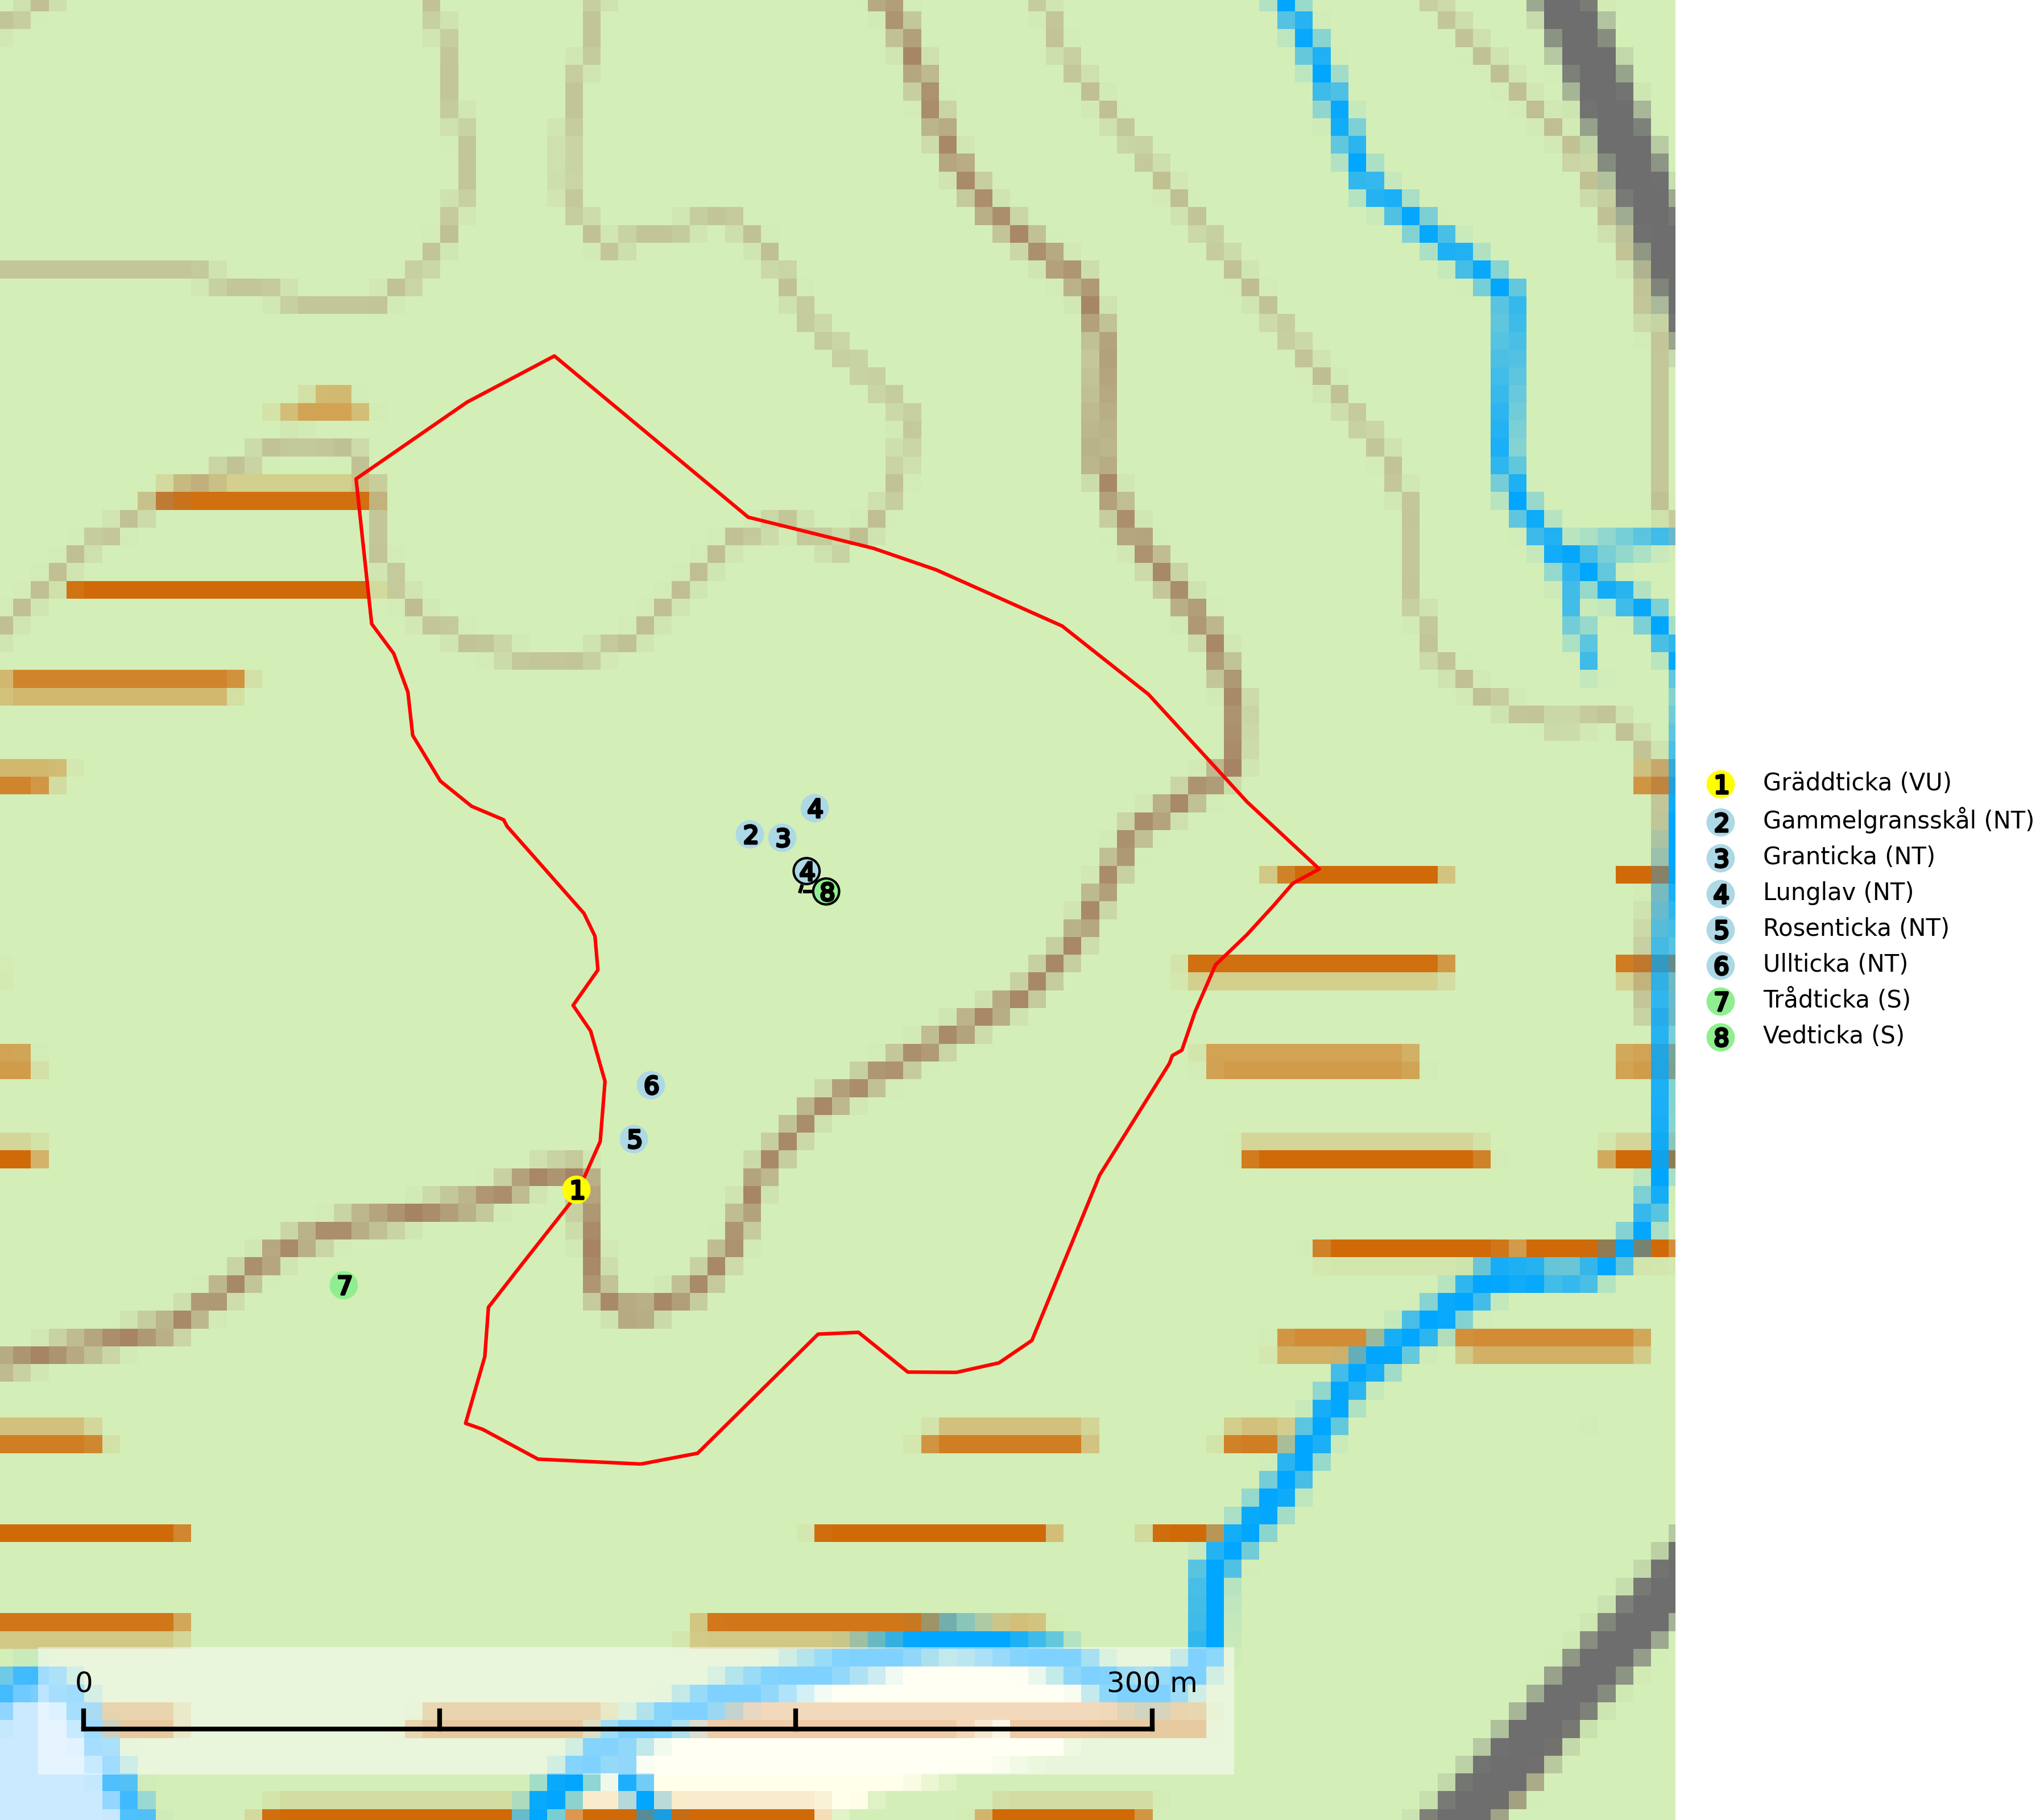 4
2
3
4
8
6
5
1
7
1 Gräddticka (VU)
2 Gammelgransskål (NT)
3 Granticka (NT)
4 Lunglav (NT)
5 Rosenticka (NT)
6 Ullticka (NT)
7 Trådticka (S)
8 Vedticka (S)
0 300 m